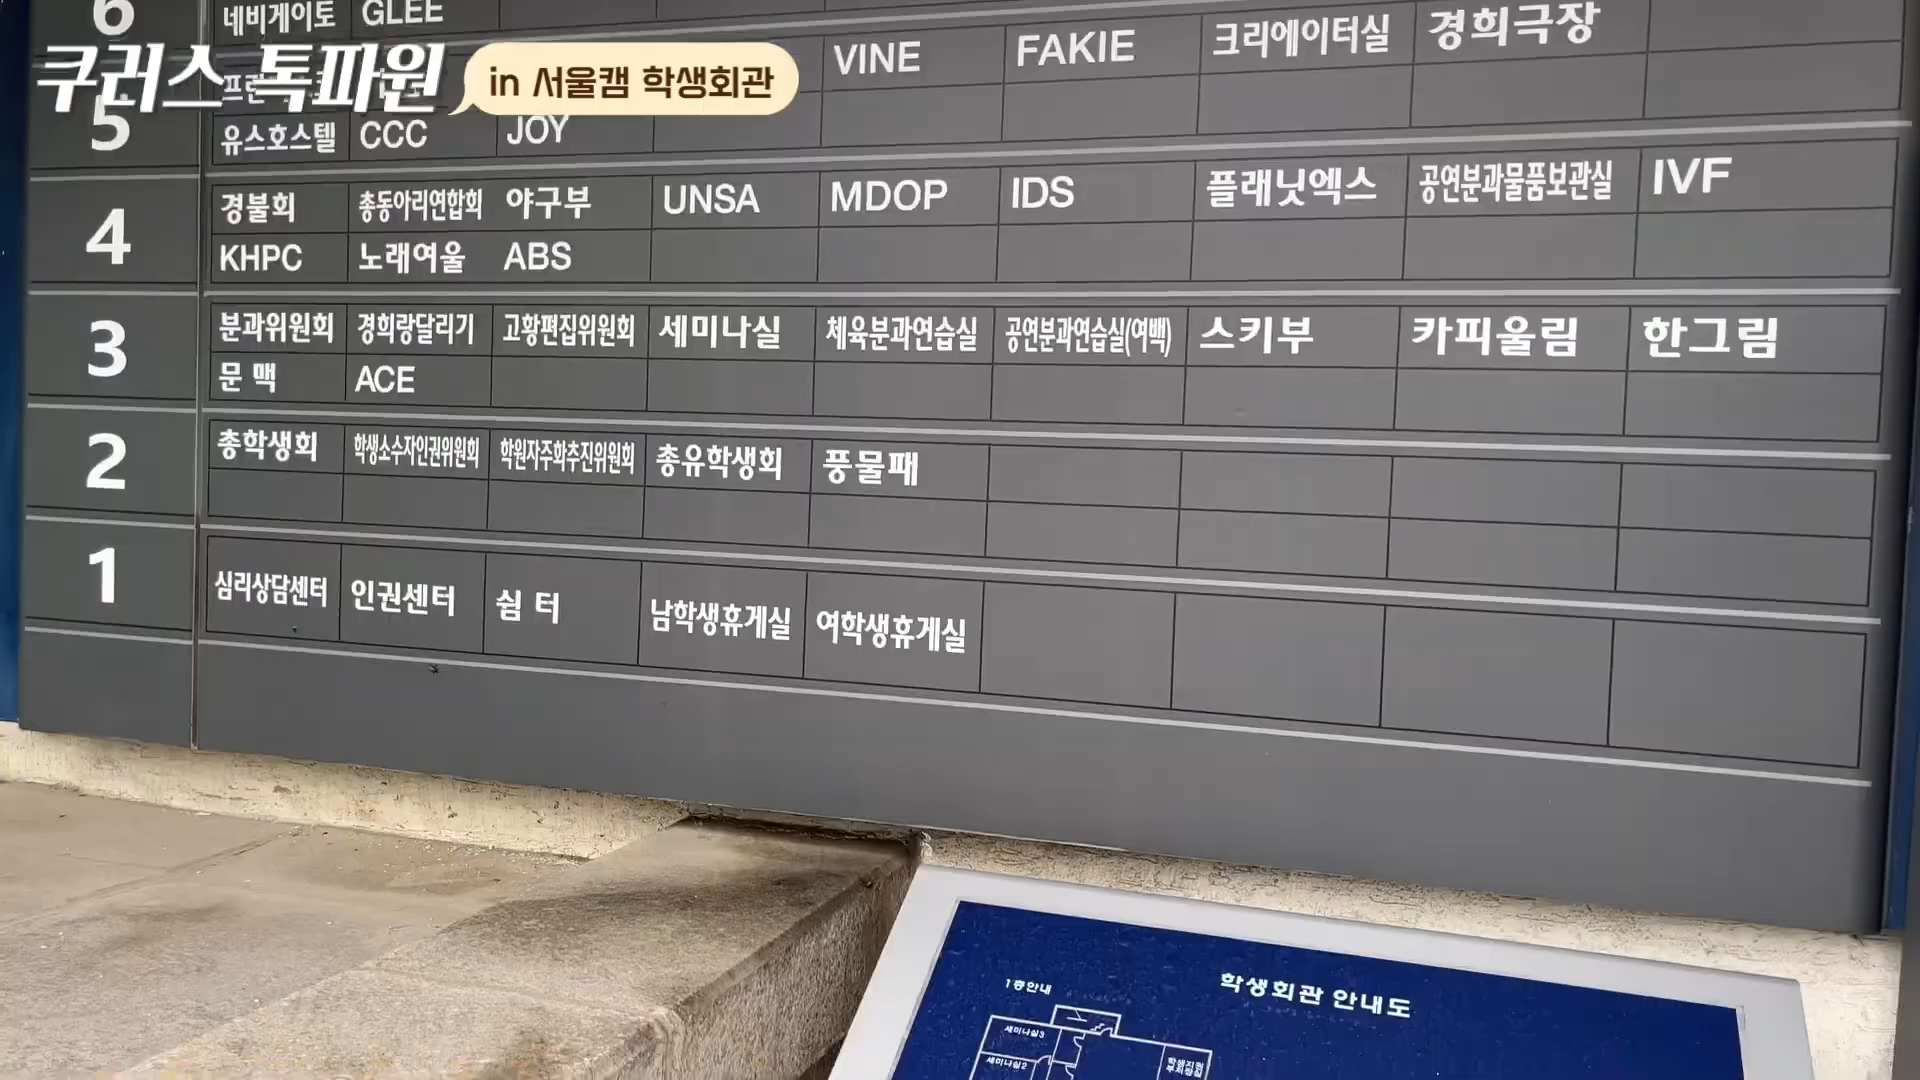 쿠러스 톡파원
in 서울캠 학생회관
6
네비게이토 GLEE
5
VINE FAKIE 크리에이터실 경희극장
유스호스텔 CCC JOY
4
경불회 총동아리연합회 야구부 UNSA MDOP IDS 플래닛엑스 공연분과물품보관실 IVF
KHPC 노래여울 ABS
3
분과위원회 경희랑달리기 고황편집위원회 세미나실 체육분과연습실 공연분과연습실(여백) 스키부 카피울림 한그림
문 맥 ACE
2
총학생회 학생소수자인권위원회 학원자주화추진위원회 총유학생회 풍물패
1
심리상담센터 인권센터 쉼 터 남학생휴게실 여학생휴게실
학생회관 안내도
1층안내
세미나실3
세미나실2